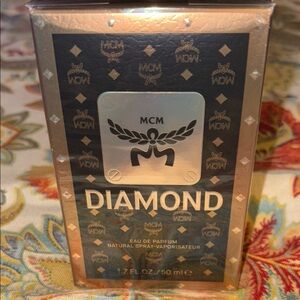 MCM
DIAMOND
EAU DE PARFUM
NATURAL SPRAY-VAPORISATEUR
1.7 FL.OZ./50 ml ℮